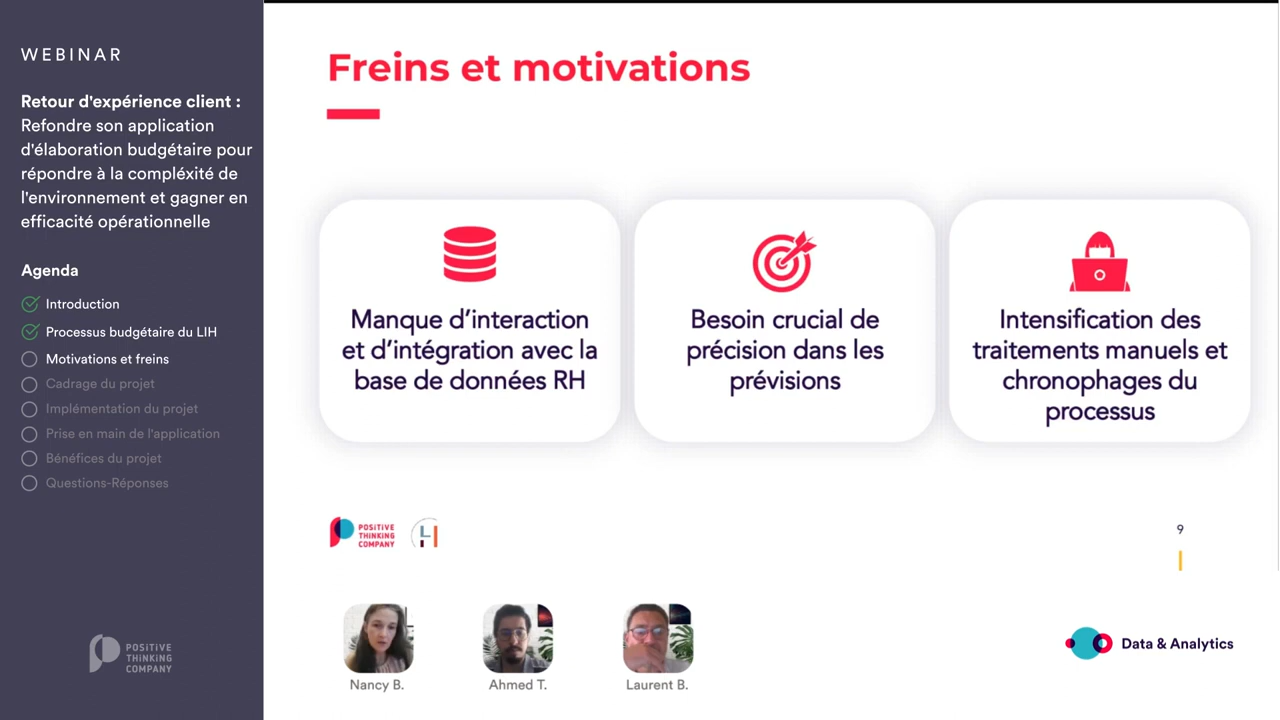 WEBINAR
Retour d'expérience client :
Refondre son application
d'élaboration budgétaire pour
répondre à la compléxité de
l'environnement et gagner en
efficacité opérationnelle
Agenda
Introduction
Processus budgétaire du LIH
Motivations et freins
Cadrage du projet
Implémentation du projet
Prise en main de l'application
Bénéfices du projet
Questions-Réponses
POSITIVE
THINKING
COMPANY
Freins et motivations
Manque d'interaction
et d'intégration avec la
base de données RH
Besoin crucial de
précision dans les
prévisions
Intensification des
traitements manuels et
chronophages du
processus
POSITIVE
THINKING
COMPANY
LIH
9
Nancy B.
Ahmed T.
Laurent B.
Data & Analytics